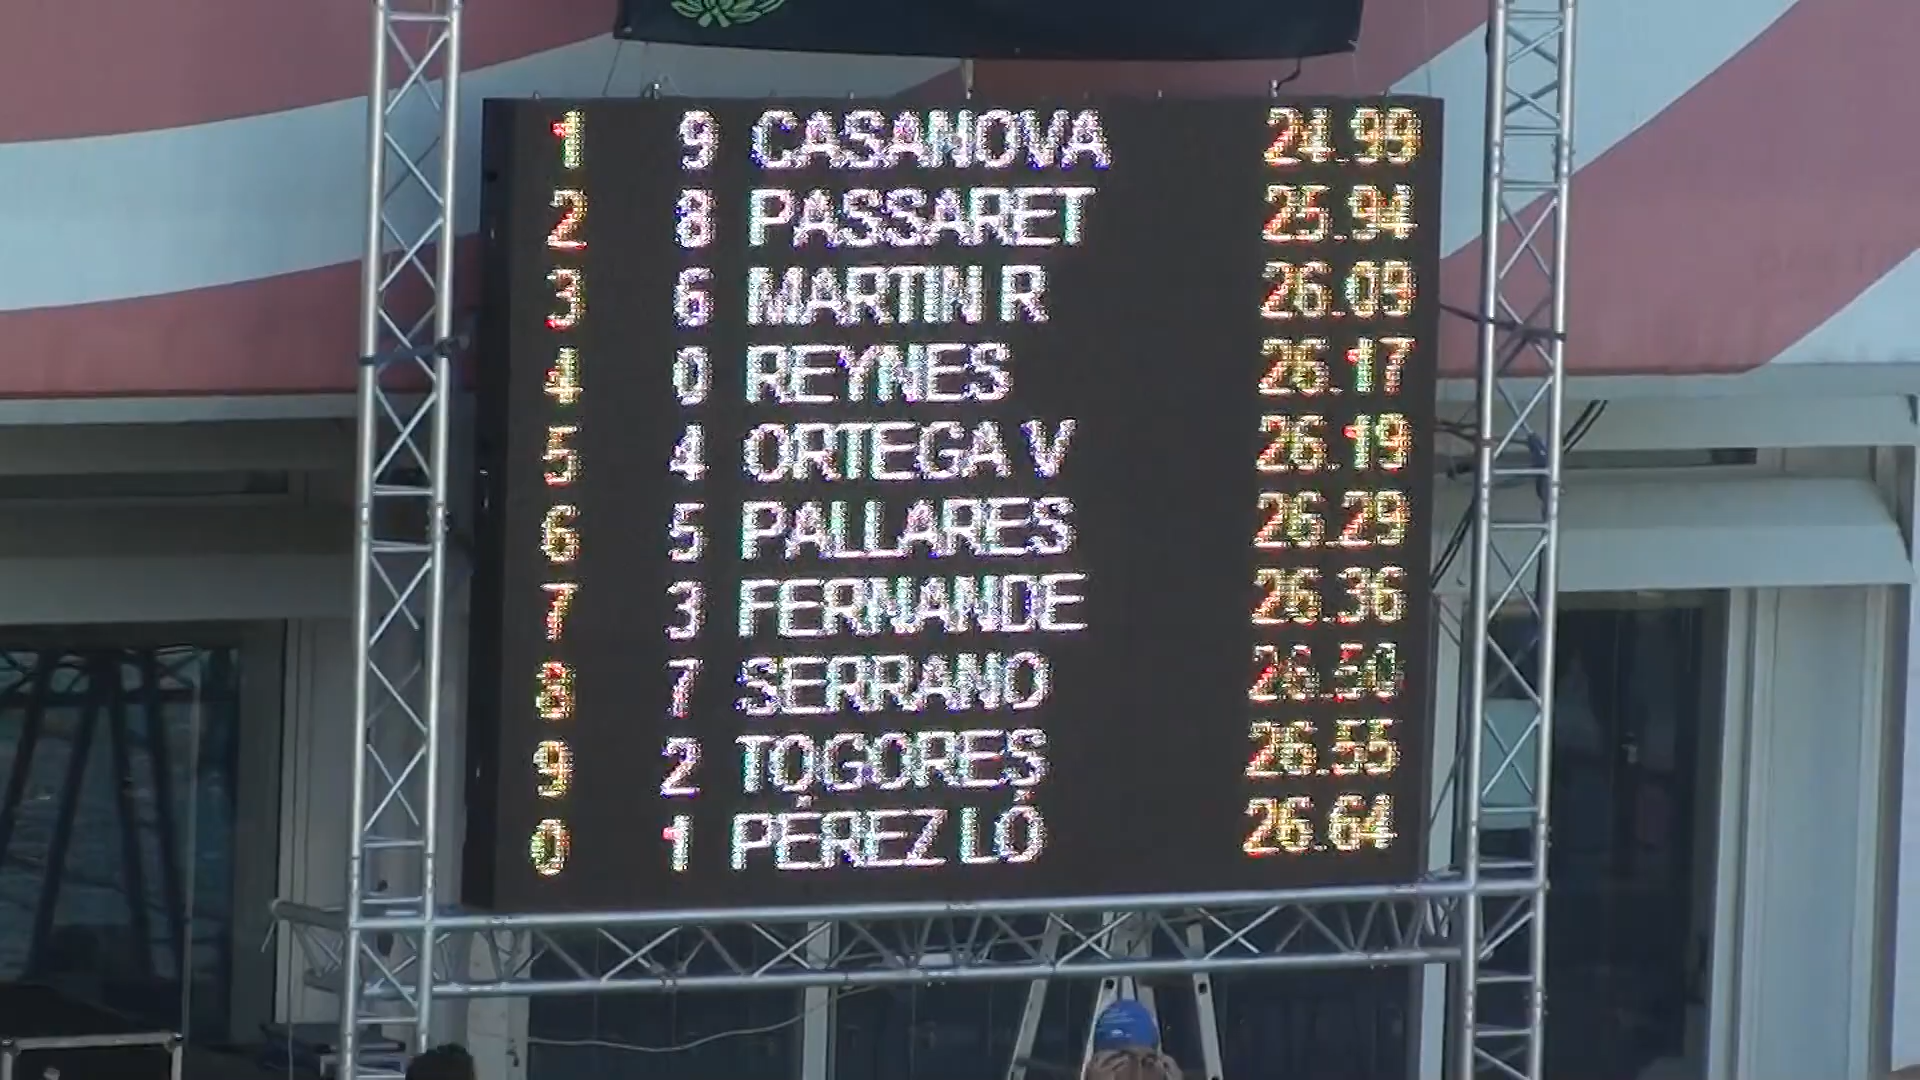 1 9 CASANOVA 24.99
2 8 PASSARET 25.94
3 6 MARTIN R 26.09
4 0 REYNES 26.17
5 4 ORTEGA V 26.19
6 5 PALLARES 26.29
7 3 FERNANDE 26.36
8 7 SERRANO 26.50
9 2 TOGORES 26.55
0 1 PÉREZ LÓ 26.64